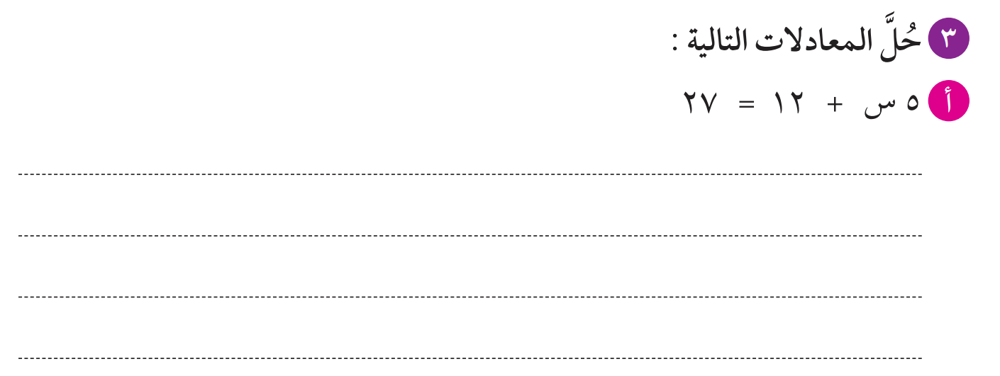 ٣ حُلَّ المعادلات التالية :
أ ٥ س + ١٢ = ٢٧